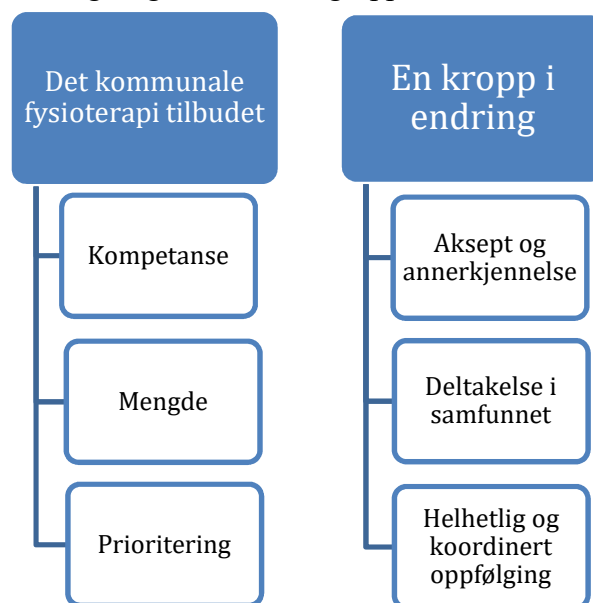 Det kommunale
fysioterapi tilbudet
Kompetanse
Mengde
Prioritering
En kropp i
endring
Aksept og
annerkjennelse
Deltakelse i
samfunnet
Helhetlig og
koordinert
oppfølging